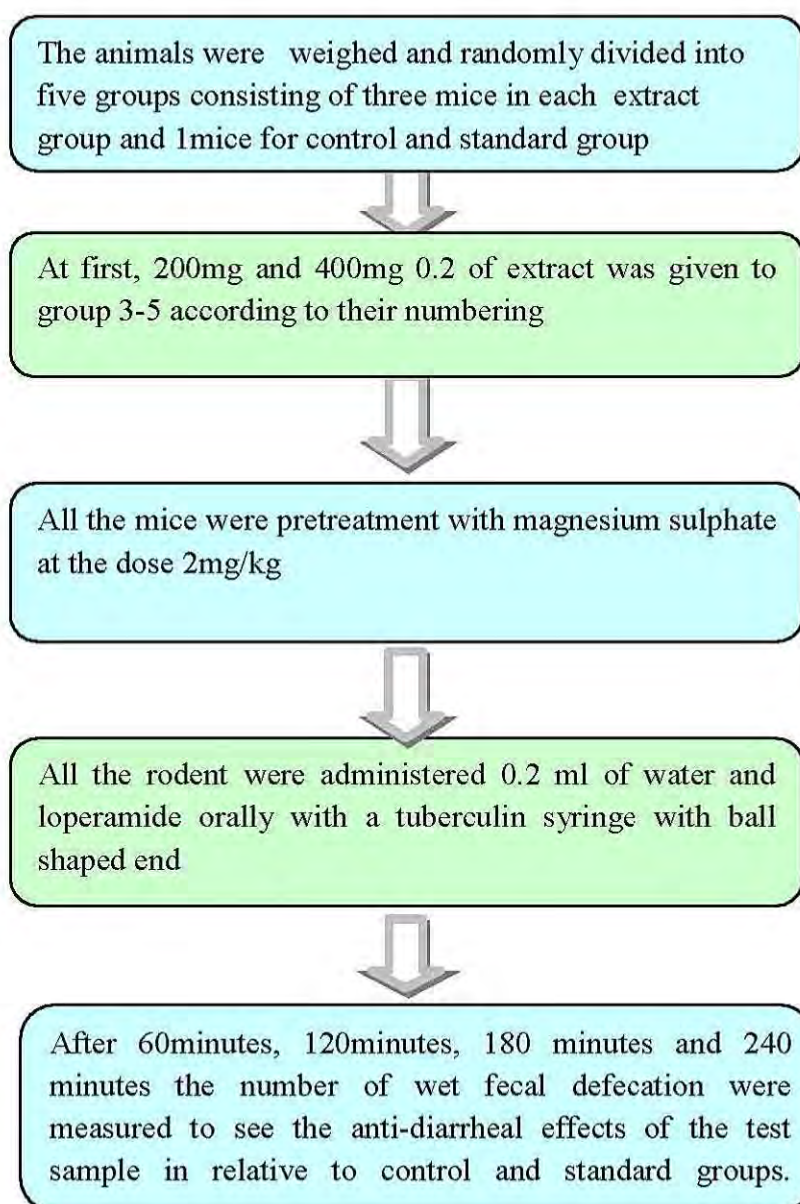 The animals were weighed and randomly divided into
five groups consisting of three mice in each extract
group and 1mice for control and standard group
At first, 200mg and 400mg 0.2 of extract was given to
group 3-5 according to their numbering
All the mice were pretreatment with magnesium sulphate
at the dose 2mg/kg
All the rodent were administered 0.2 ml of water and
loperamide orally with a tuberculin syringe with ball
shaped end
After 60minutes, 120minutes, 180 minutes and 240
minutes the number of wet fecal defecation were
measured to see the anti-diarrheal effects of the test
sample in relative to control and standard groups.